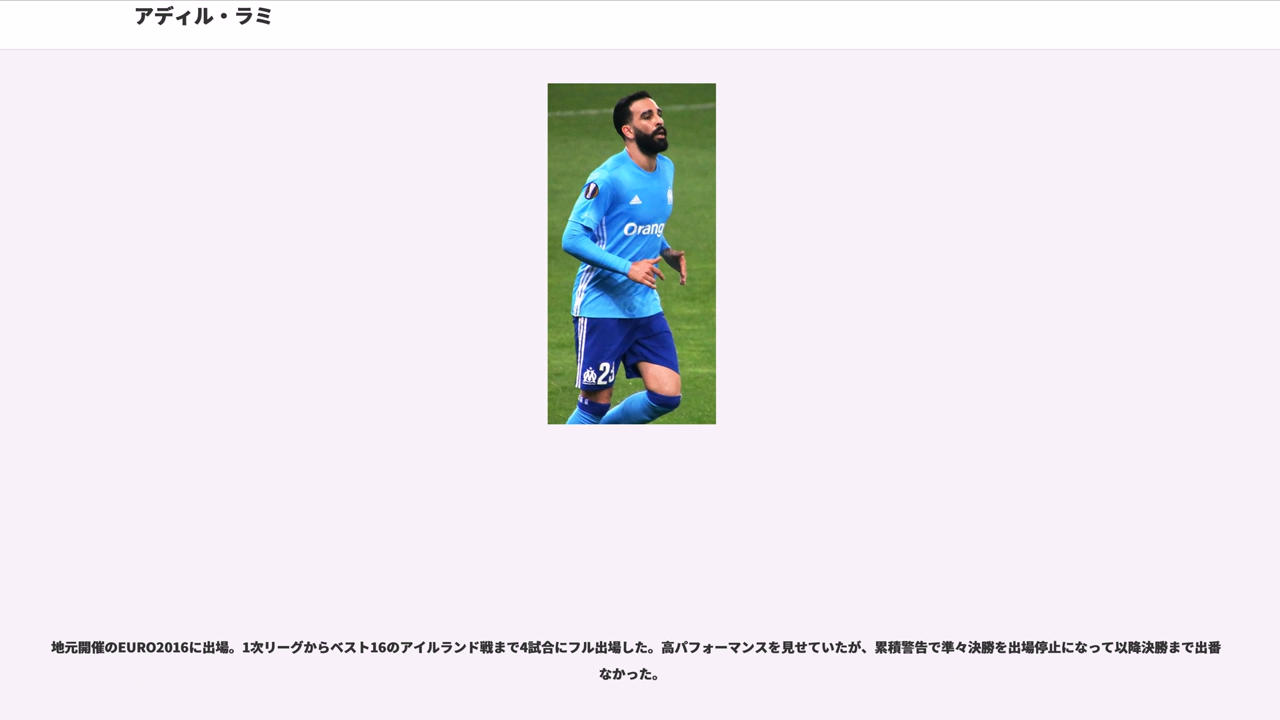 アディル・ラミ
Orang
23
地元開催のEURO2016に出場。1次リーグからベスト16のアイルランド戦まで4試合にフル出場した。高パフォーマンスを見せていたが、累積警告で準々決勝を出場停止になって以降決勝まで出番
なかった。